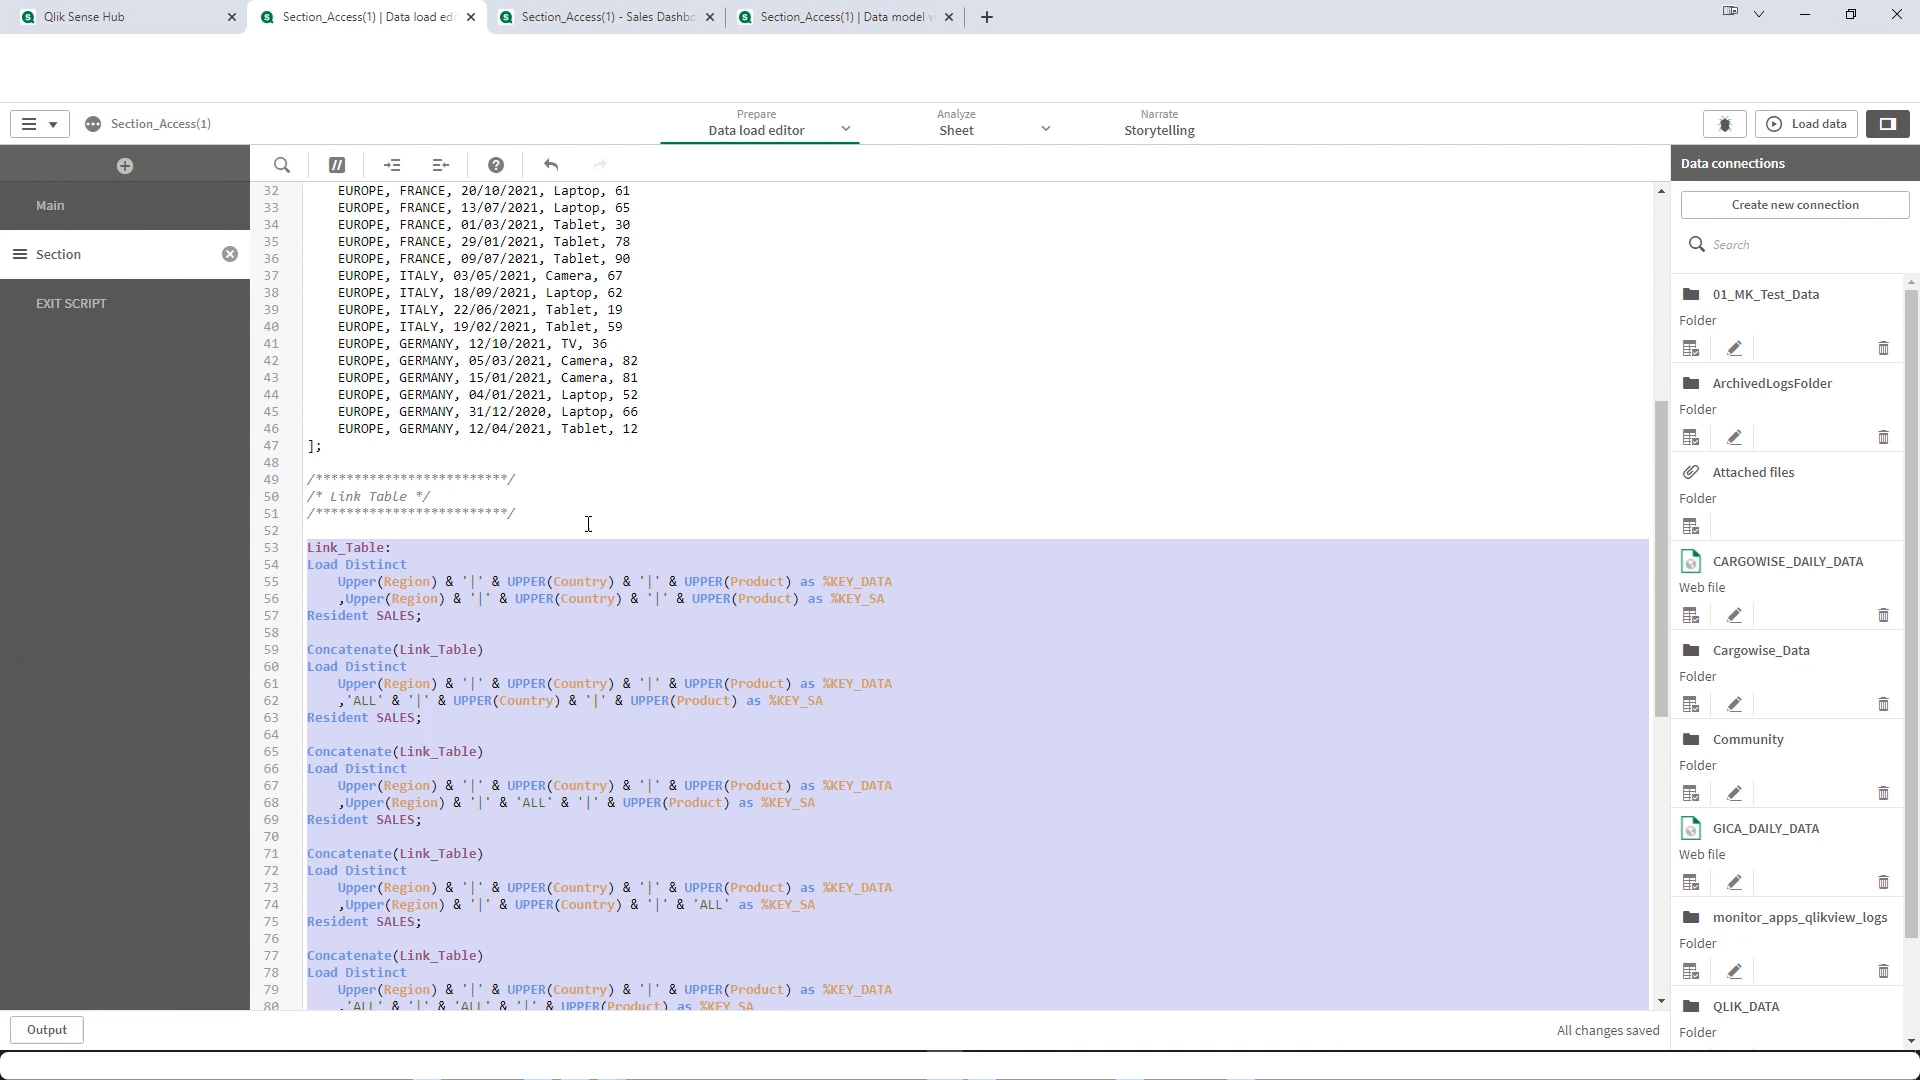 Qlik Sense Hub
Section_Access(1) | Data load edi
Section_Access(1) - Sales Dashbo
Section_Access(1) | Data model v
Section_Access(1)
Prepare
Data load editor
Analyze
Sheet
Narrate
Storytelling
Load data
Main
Section
EXIT SCRIPT
32 EUROPE, FRANCE, 20/10/2021, Laptop, 61
33 EUROPE, FRANCE, 13/07/2021, Laptop, 65
34 EUROPE, FRANCE, 01/03/2021, Tablet, 30
35 EUROPE, FRANCE, 29/01/2021, Tablet, 78
36 EUROPE, FRANCE, 09/07/2021, Tablet, 90
37 EUROPE, ITALY, 03/05/2021, Camera, 67
38 EUROPE, ITALY, 18/09/2021, Laptop, 62
39 EUROPE, ITALY, 22/06/2021, Tablet, 19
40 EUROPE, ITALY, 19/02/2021, Tablet, 59
41 EUROPE, GERMANY, 12/10/2021, TV, 36
42 EUROPE, GERMANY, 05/03/2021, Camera, 82
43 EUROPE, GERMANY, 15/01/2021, Camera, 81
44 EUROPE, GERMANY, 04/01/2021, Laptop, 52
45 EUROPE, GERMANY, 31/12/2020, Laptop, 66
46 EUROPE, GERMANY, 12/04/2021, Tablet, 12
47 ];
48
49 /*************************/
50 /* Link Table */
51 /*************************/
52
53 Link_Table:
54 Load Distinct
55 Upper(Region) & '|' & UPPER(Country) & '|' & UPPER(Product) as %KEY_DATA
56 ,Upper(Region) & '|' & UPPER(Country) & '|' & UPPER(Product) as %KEY_SA
57 Resident SALES;
58
59 Concatenate(Link_Table)
60 Load Distinct
61 Upper(Region) & '|' & UPPER(Country) & '|' & UPPER(Product) as %KEY_DATA
62 ,'ALL' & '|' & UPPER(Country) & '|' & UPPER(Product) as %KEY_SA
63 Resident SALES;
64
65 Concatenate(Link_Table)
66 Load Distinct
67 Upper(Region) & '|' & UPPER(Country) & '|' & UPPER(Product) as %KEY_DATA
68 ,Upper(Region) & '|' & 'ALL' & '|' & UPPER(Product) as %KEY_SA
69 Resident SALES;
70
71 Concatenate(Link_Table)
72 Load Distinct
73 Upper(Region) & '|' & UPPER(Country) & '|' & UPPER(Product) as %KEY_DATA
74 ,Upper(Region) & '|' & UPPER(Country) & '|' & 'ALL' as %KEY_SA
75 Resident SALES;
76
77 Concatenate(Link_Table)
78 Load Distinct
79 Upper(Region) & '|' & UPPER(Country) & '|' & UPPER(Product) as %KEY_DATA
80 ,'ALL' & '|' & 'ALL' & '|' & UPPER(Product) as %KEY_SA
Data connections
Create new connection
Search
01_MK_Test_Data
Folder
ArchivedLogsFolder
Folder
Attached files
Folder
CARGOWISE_DAILY_DATA
Web file
Cargowise_Data
Folder
Community
Folder
GICA_DAILY_DATA
Web file
monitor_apps_qlikview_logs
Folder
QLIK_DATA
Folder
Output
All changes saved